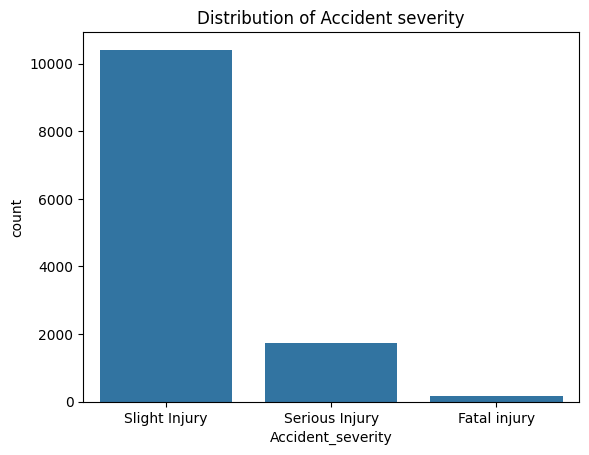 Distribution of Accident severity
10000
8000
6000
4000
2000
0
count
Slight Injury Serious Injury Fatal injury
Accident_severity